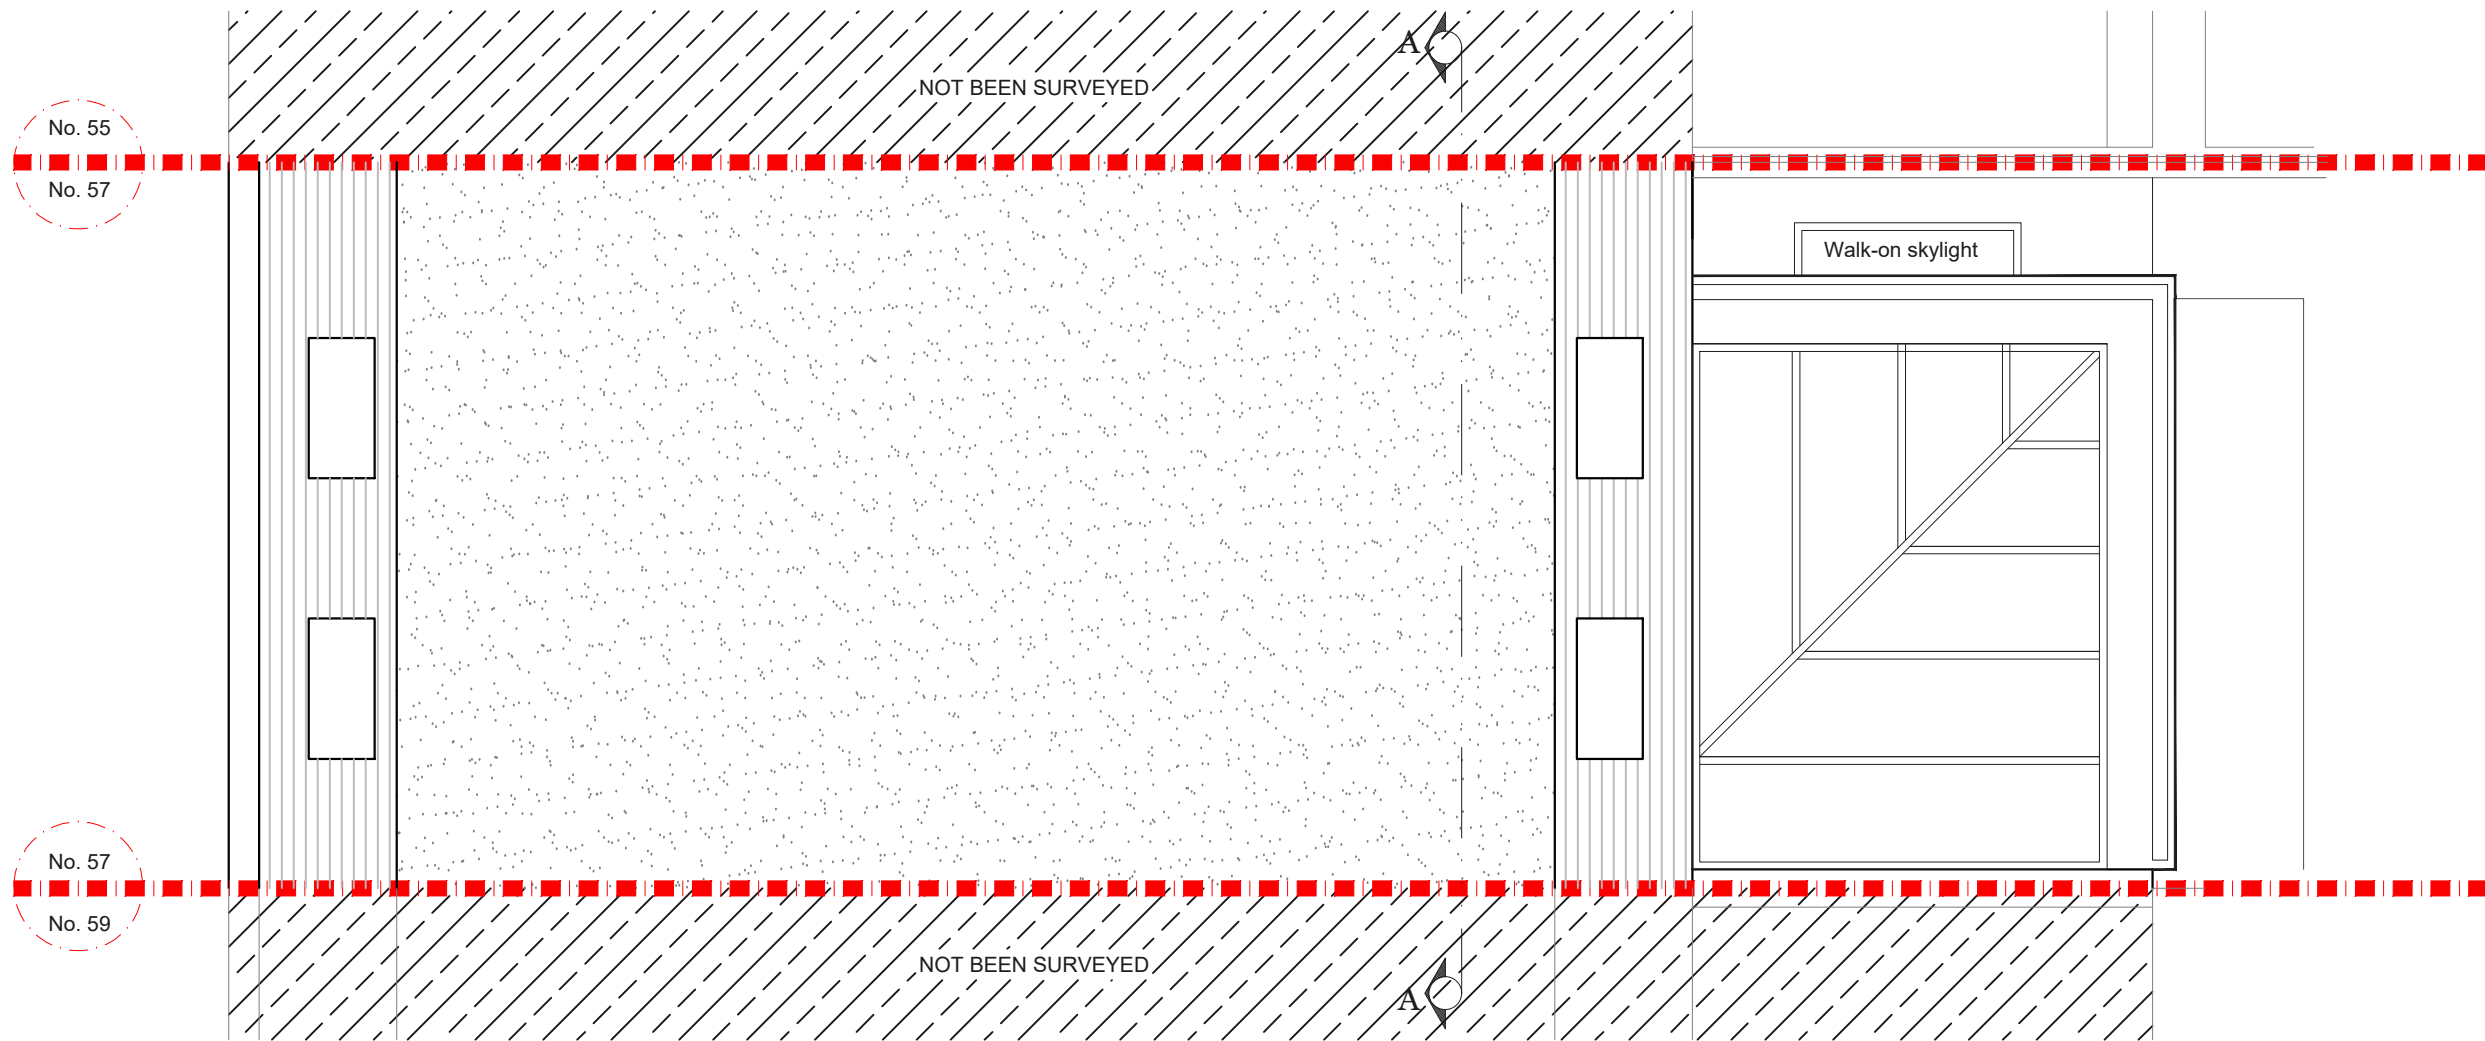 A
NOT BEEN SURVEYED
No. 55
No. 57
Walk-on skylight
No. 57
No. 59
NOT BEEN SURVEYED
A